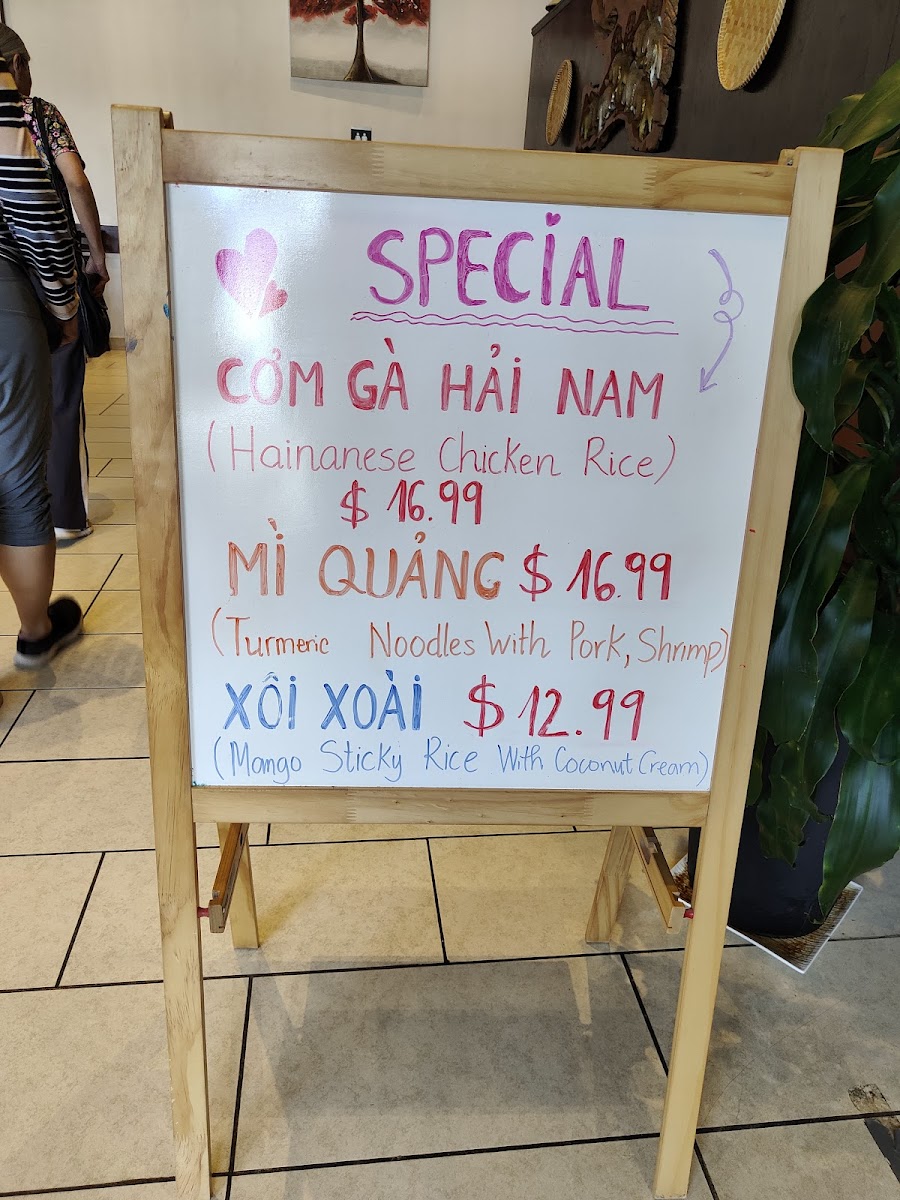 SPECIAL
CƠM GÀ HẢI NAM
(Hainanese Chicken Rice)
$ 16.99
MÌ QUẢNG $ 16.99
(Turmeric Noodles With Pork, Shrimp)
XÔI XOÀI $ 12.99
(Mango Sticky Rice With Coconut Cream)